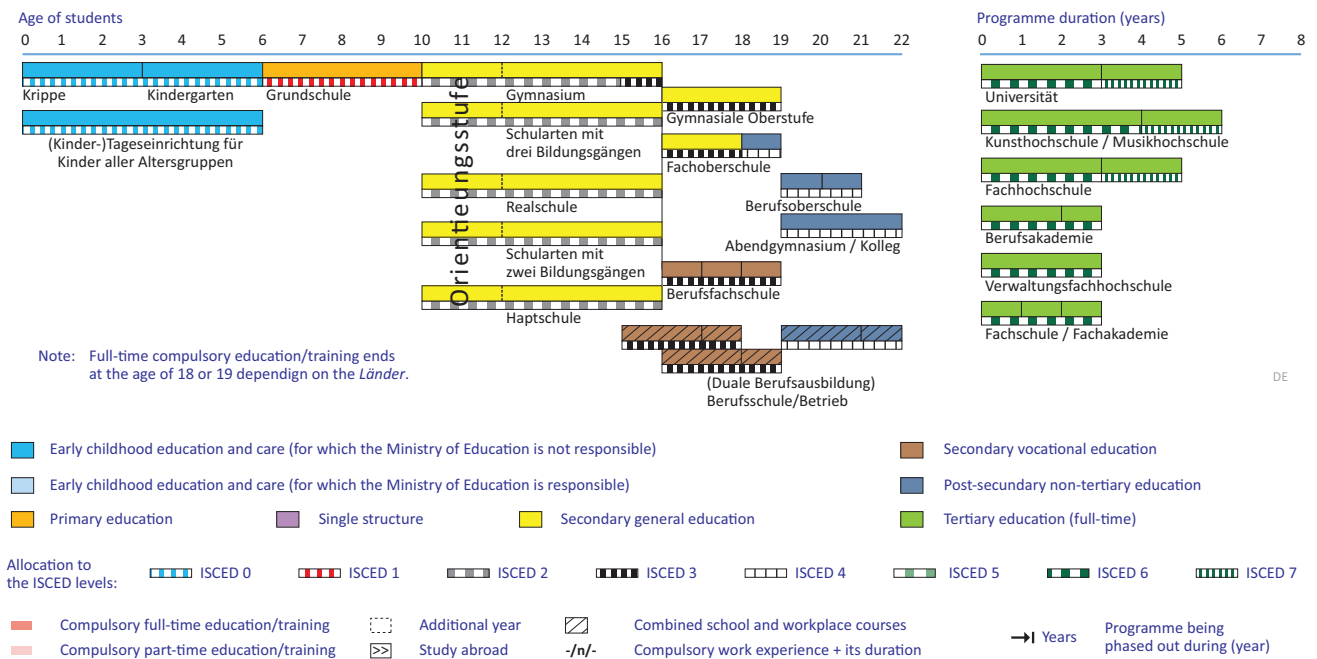 Age of students
Programme duration (years)
0 1 2 3 4 5 6 7 8 9 10 11 12 13 14 15 16 17 18 19 20 21 22
0 1 2 3 4 5 6 7 8
Krippe
Kindergarten
Grundschule
Gymnasium
(Kinder-)Tageseinrichtung für
Kinder aller Altersgruppen
Orientieungsstufe
Schularten mit
drei Bildungsgängen
Realschule
Schularten mit
zwei Bildungsgängen
Haptschule
Gymnasiale Oberstufe
Fachoberschule
Berufsoberschule
Abendgymnasium / Kolleg
Berufsfachschule
(Duale Berufsausbildung)
Berufsschule/Betrieb
Universität
Kunsthochschule / Musikhochschule
Fachhochschule
Berufsakademie
Verwaltungsfachhochschule
Fachschule / Fachakademie
Note: Full-time compulsory education/training ends
at the age of 18 or 19 dependign on the Länder.
DE
Early childhood education and care (for which the Ministry of Education is not responsible)
Secondary vocational education
Early childhood education and care (for which the Ministry of Education is responsible)
Post-secundary non-tertiary education
Primary education
Single structure
Secondary general education
Tertiary education (full-time)
Allocation to
the ISCED levels:
ISCED 0
ISCED 1
ISCED 2
ISCED 3
ISCED 4
ISCED 5
ISCED 6
ISCED 7
Compulsory full-time education/training
Additional year
Combined school and workplace courses
Compulsory part-time education/training
>> Study abroad
-/n/- Compulsory work experience + its duration
Years
Programme being
phased out during (year)